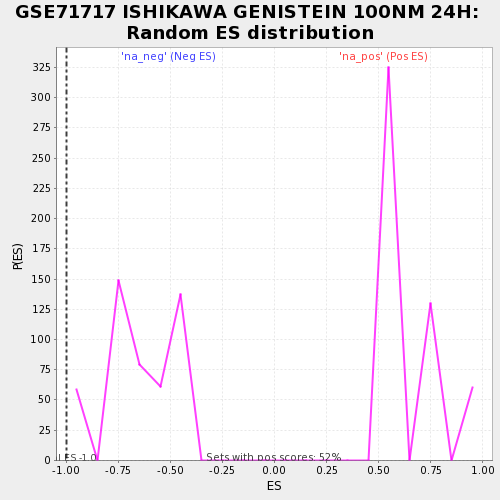 GSE71717 ISHIKAWA GENISTEIN 100NM 24H:
Random ES distribution
'na_neg' (Neg ES)
'na_pos' (Pos ES)
325
300
275
250
225
200
175
150
125
100
75
50
25
0
P(ES)
ES -1.0
Sets with pos scores: 52%
-1.00 -0.75 -0.50 -0.25 0.00 0.25 0.50 0.75 1.00
ES